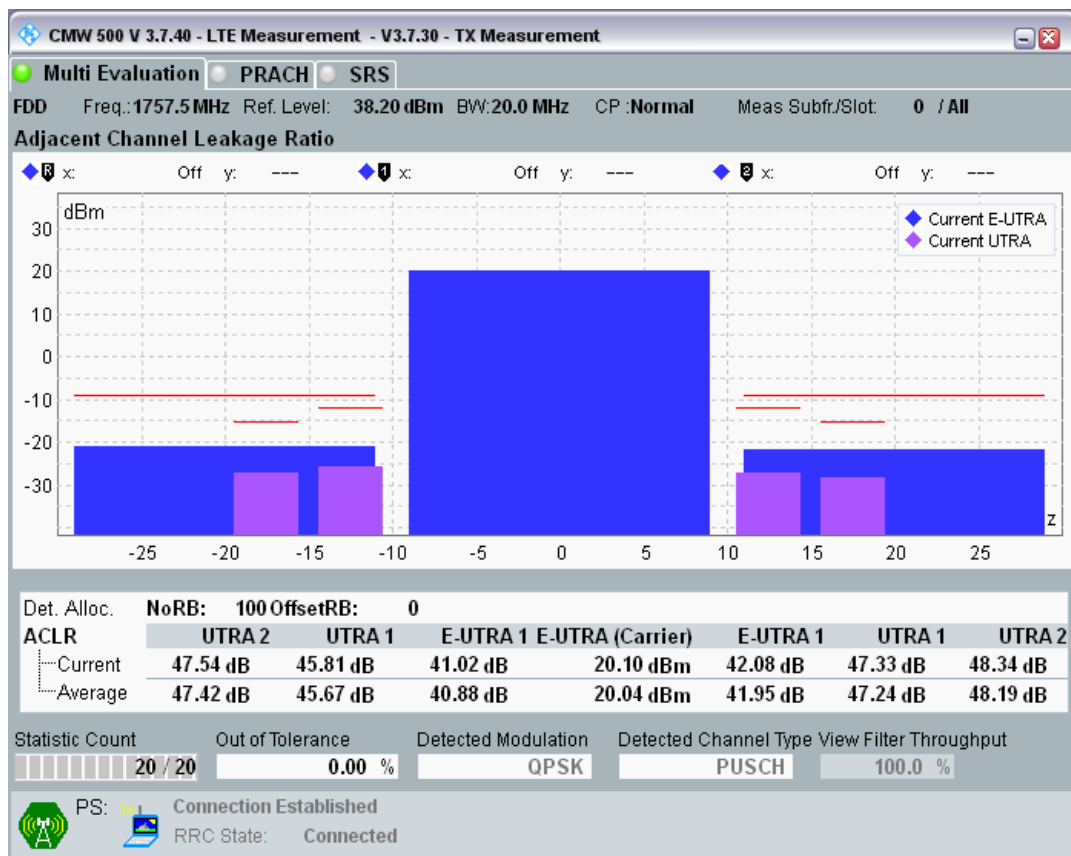 CMW 500 V 3.7.40 - LTE Measurement - V3.7.30 - TX Measurement
Multi Evaluation PRACH SRS
FDD Freq.:1757.5 MHz Ref. Level: 38.20 dBm BW:20.0 MHz CP :Normal Meas Subfr./Slot: 0 / All
Adjacent Channel Leakage Ratio
R x: Off y: --- 1 x: Off y: --- 2 x: Off y: ---
dBm
Current E-UTRA
Current UTRA
30
20
10
0
-10
-20
-30
z
-25 -20 -15 -10 -5 0 5 10 15 20 25
Det. Alloc. NoRB: 100 OffsetRB: 0
ACLR UTRA 2 UTRA 1 E-UTRA 1 E-UTRA (Carrier) E-UTRA 1 UTRA 1 UTRA 2
Current 47.54 dB 45.81 dB 41.02 dB 20.10 dBm 42.08 dB 47.33 dB 48.34 dB
Average 47.42 dB 45.67 dB 40.88 dB 20.04 dBm 41.95 dB 47.24 dB 48.19 dB
Statistic Count Out of Tolerance Detected Modulation Detected Channel Type View Filter Throughput
20 / 20 0.00 % QPSK PUSCH 100.0 %
PS: Connection Established
RRC State: Connected